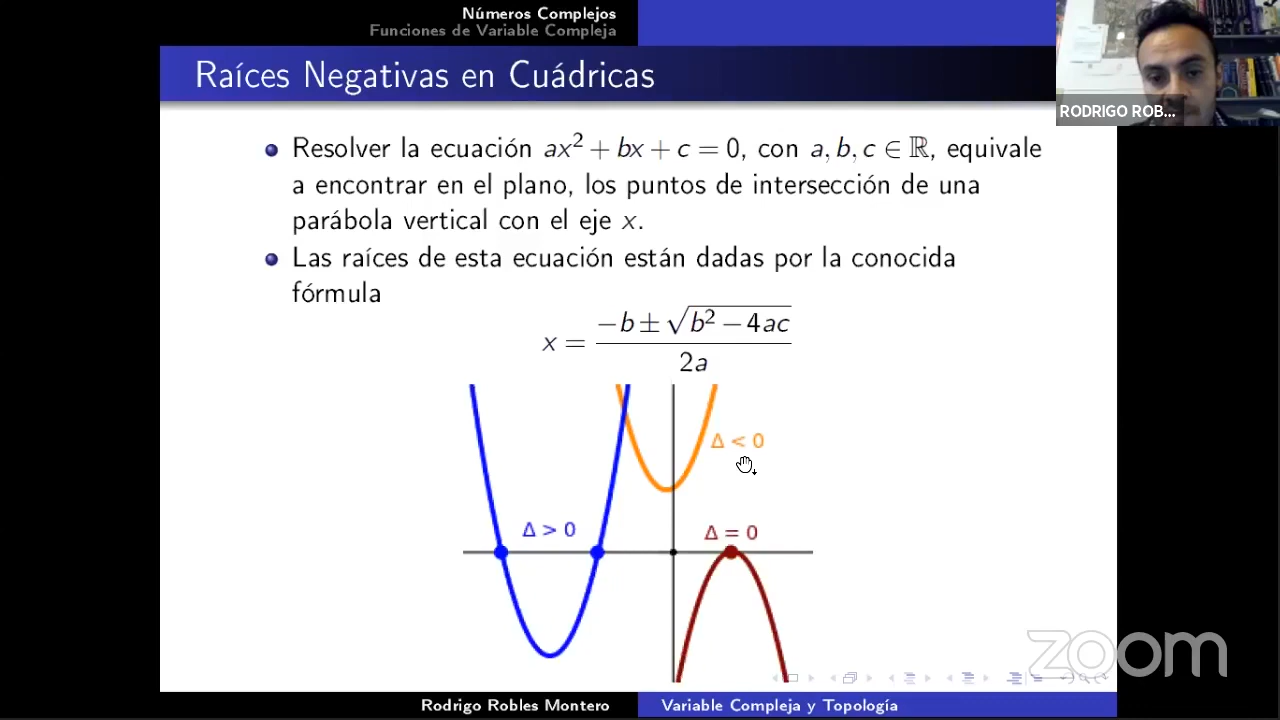 Números Complejos
Funciones de Variable Compleja
Raíces Negativas en Cuádricas
RODRIGO ROB...
Resolver la ecuación ax² + bx + c = 0, con a, b, c ∈ ℝ, equivale
a encontrar en el plano, los puntos de intersección de una
parábola vertical con el eje x.
Las raíces de esta ecuación están dadas por la conocida
fórmula
x = (−b ± √(b² − 4ac)) / 2a
Δ < 0
Δ > 0
Δ = 0
zoom
Rodrigo Robles Montero
Variable Compleja y Topología